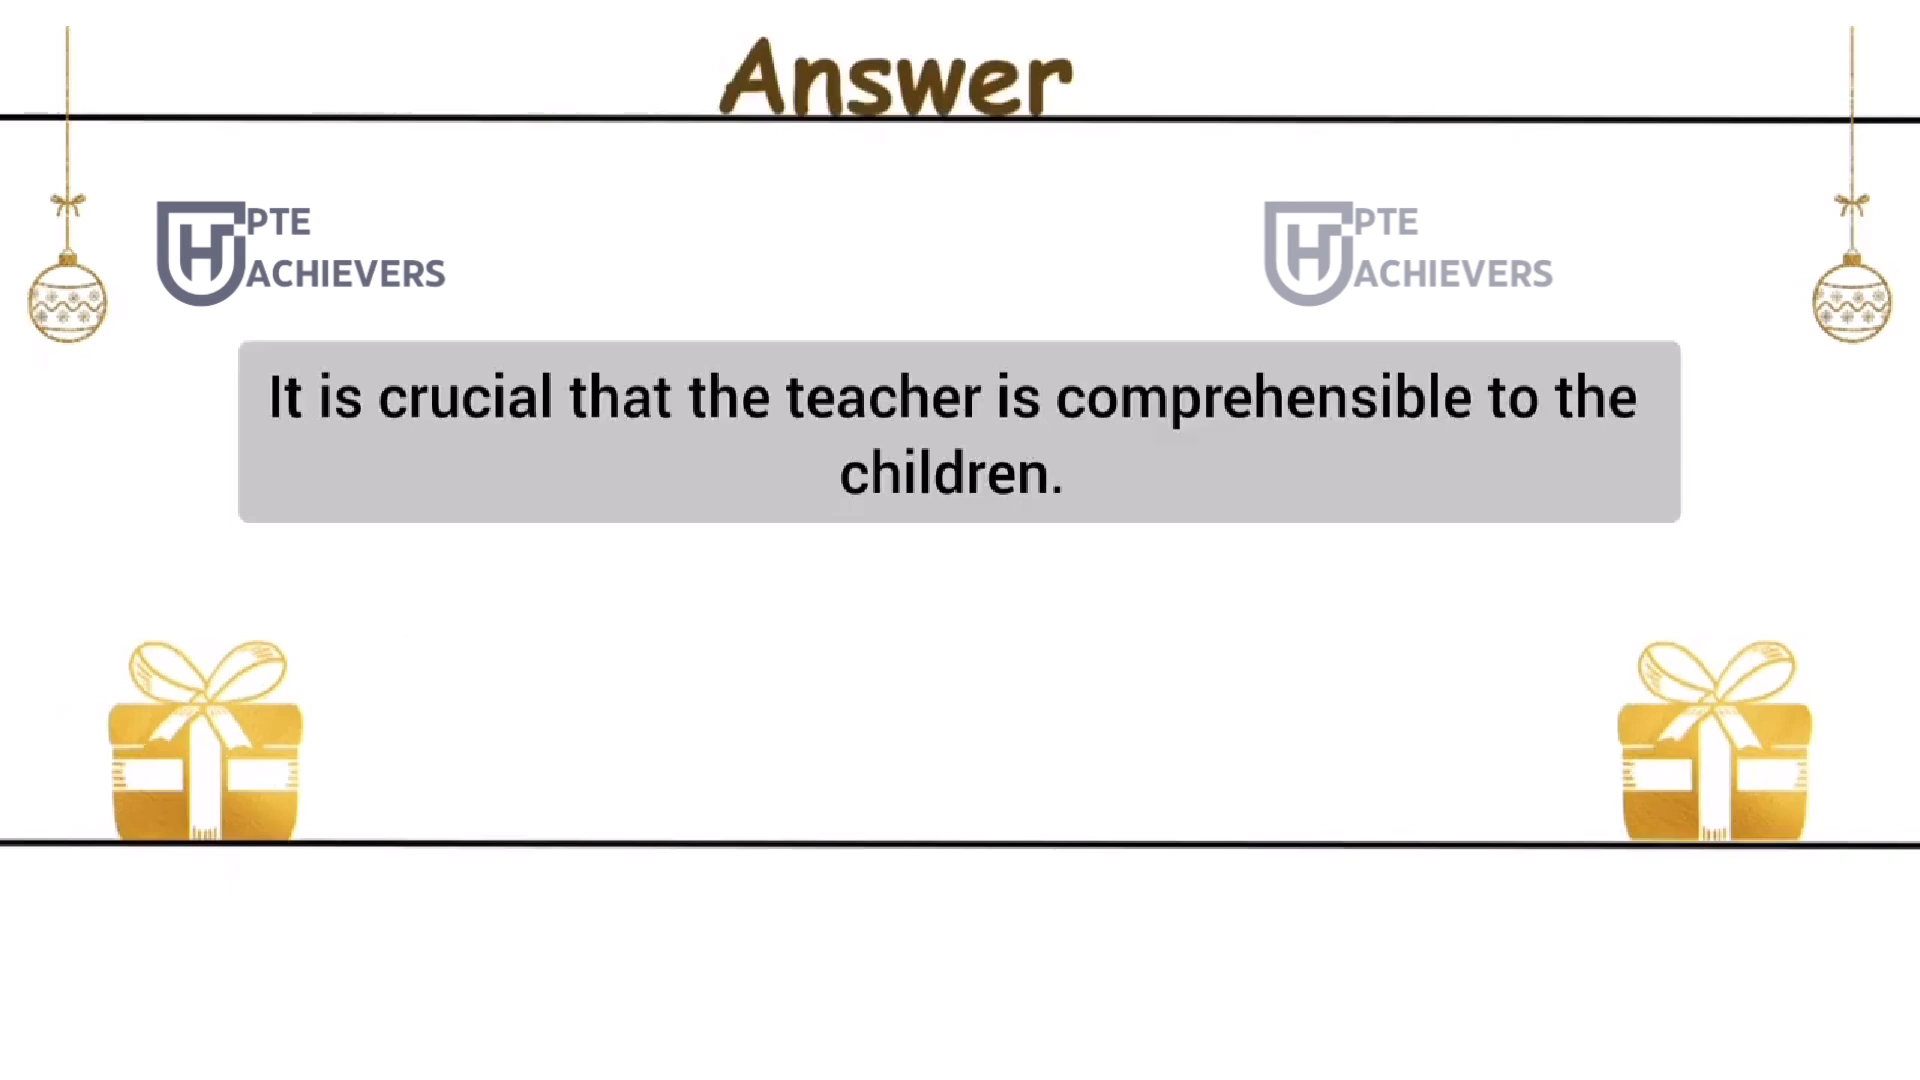 Answer
PTE
ACHIEVERS
PTE
ACHIEVERS
It is crucial that the teacher is comprehensible to the
children.